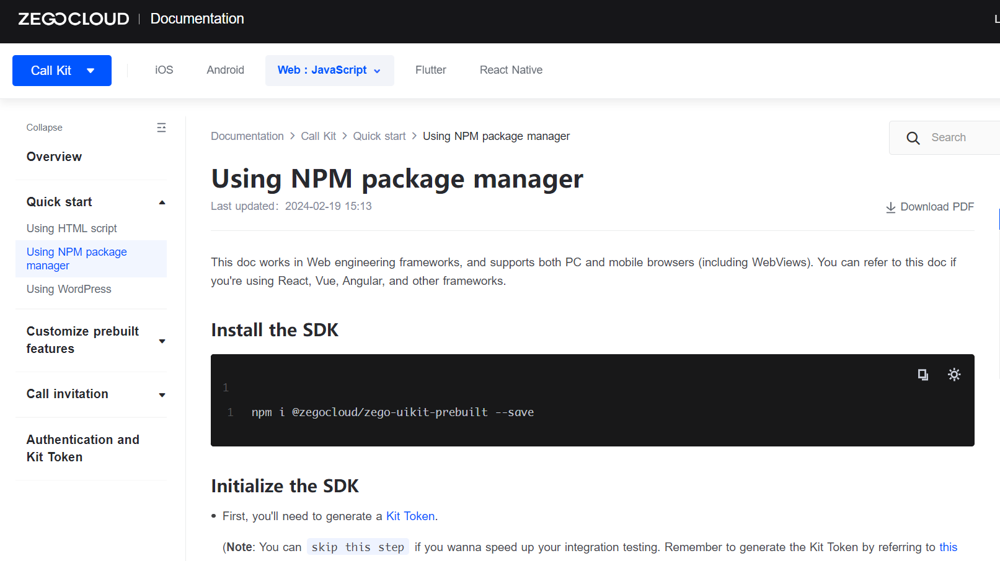 ZEGOCLOUD | Documentation
L
Call Kit
iOS
Android
Web : JavaScript
Flutter
React Native
Collapse
Overview
Quick start
Using HTML script
Using NPM package
manager
Using WordPress
Customize prebuilt
features
Call invitation
Authentication and
Kit Token
Documentation > Call Kit > Quick start > Using NPM package manager
Search
Using NPM package manager
Last updated: 2024-02-19 15:13
Download PDF
This doc works in Web engineering frameworks, and supports both PC and mobile browsers (including WebViews). You can refer to this doc if
you're using React, Vue, Angular, and other frameworks.
Install the SDK
1
1 npm i @zegocloud/zego-uikit-prebuilt --save
Initialize the SDK
• First, you'll need to generate a Kit Token.
(Note: You can skip this step if you wanna speed up your integration testing. Remember to generate the Kit Token by referring to this